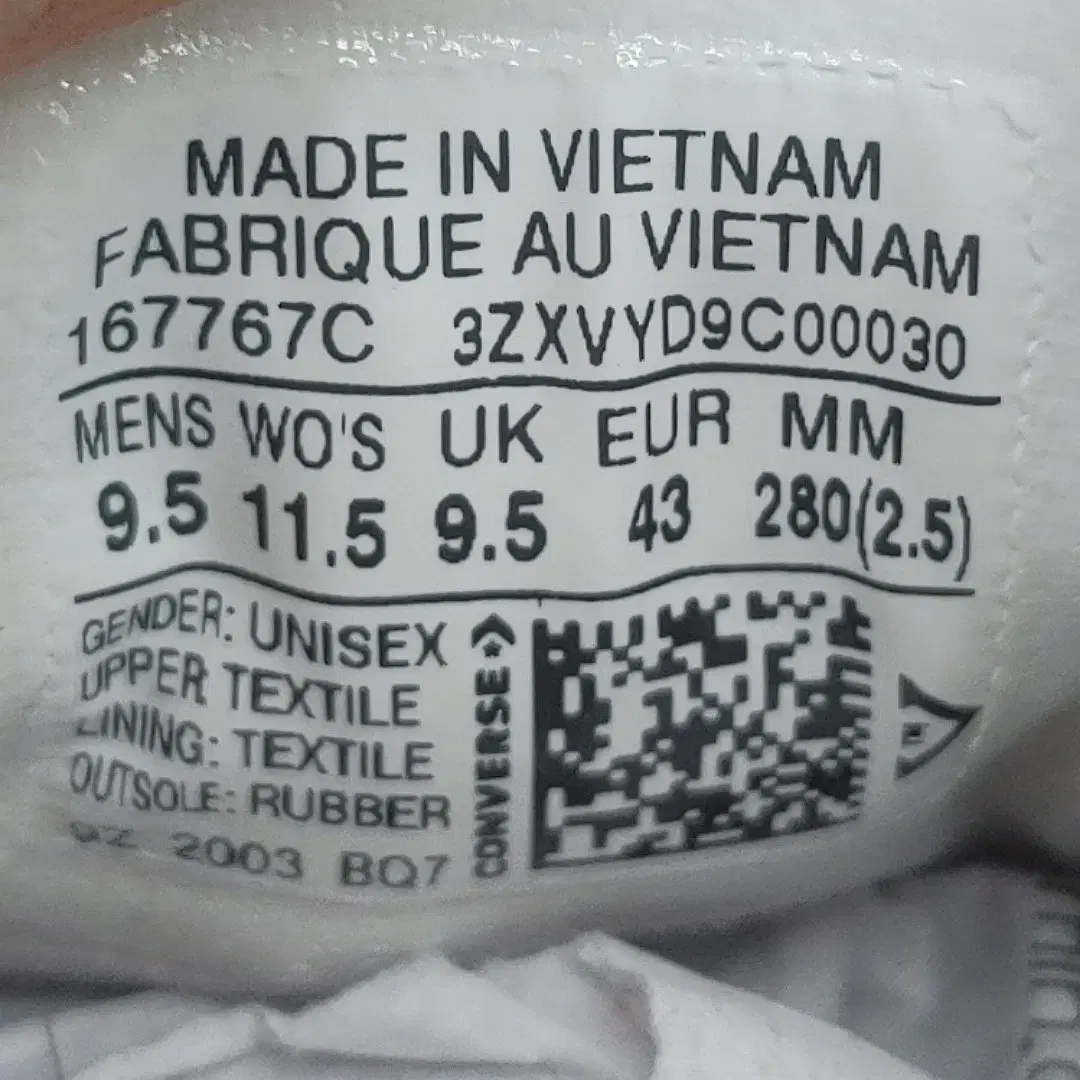 MADE IN VIETNAM
FABRIQUE AU VIETNAM
167767C 3ZXVYD9C00030
MENS WO'S UK EUR MM
9.5 11.5 9.5 43 280(2.5)
GENDER: UNISEX
UPPER TEXTILE
LINING: TEXTILE
OUTSOLE: RUBBER
9Z 2003 BQ7
CONVERSE